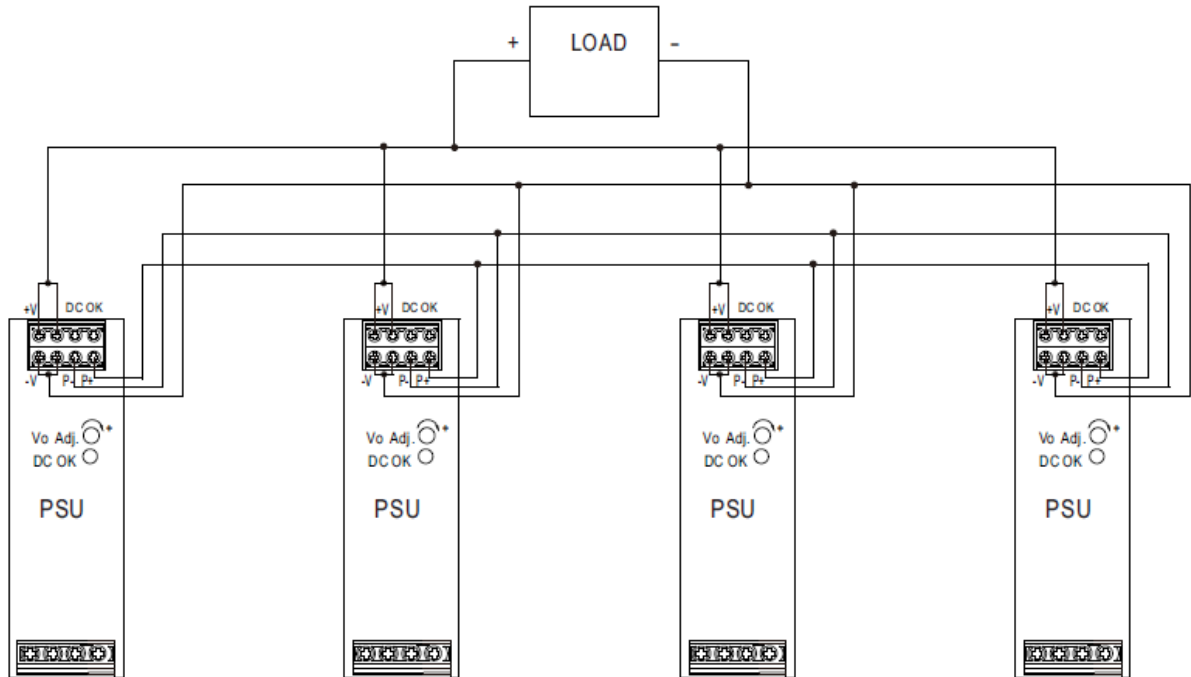 + LOAD -
+V DC OK +V DC OK +V DC OK +V DC OK
-V P- P+ -V P- P+ -V P- P+ -V P- P+
Vo Adj. + Vo Adj. + Vo Adj. + Vo Adj. +
DC OK DC OK DC OK DC OK
PSU PSU PSU PSU